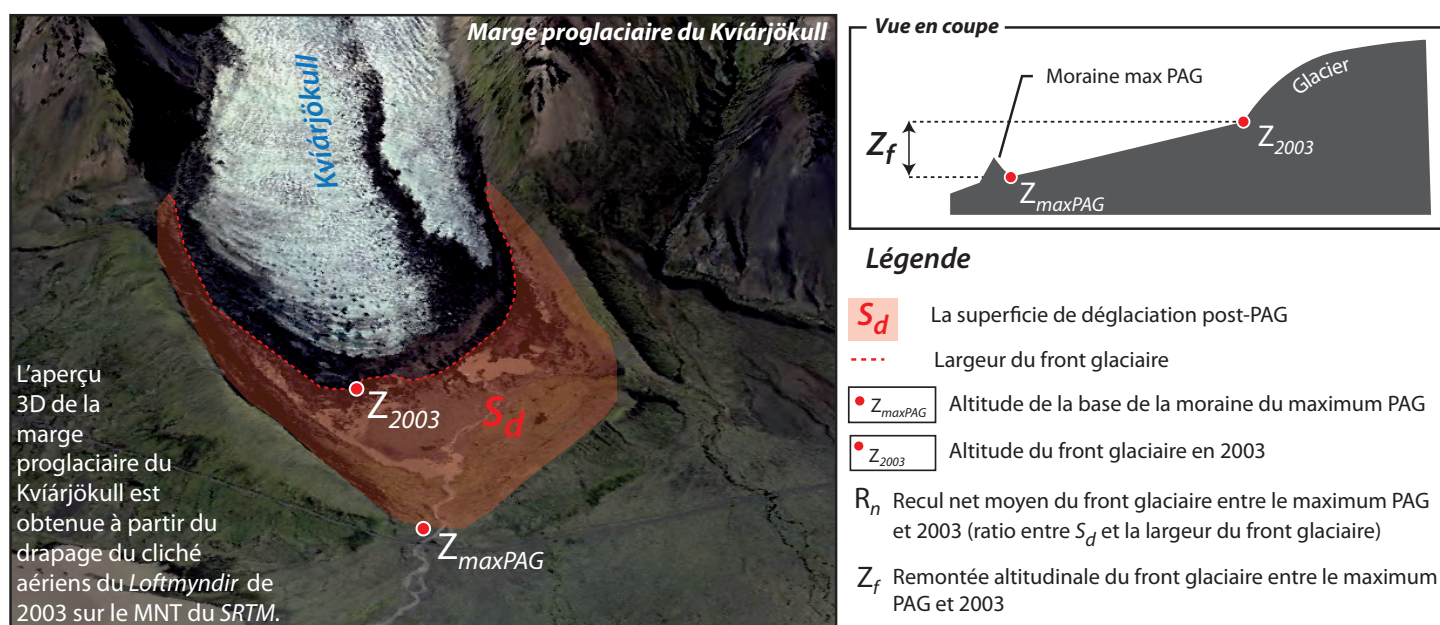 Marge proglaciaire du Kvíárjökull
Kvíárjökull
Z2003
Sd
ZmaxPAG
L'aperçu
3D de la
marge
proglaciaire du
Kvíárjökull est
obtenue à partir du
drapage du cliché
aériens du Loftmyndir de
2003 sur le MNT du SRTM.
Vue en coupe
Moraine max PAG
Glacier
Zf
Z2003
ZmaxPAG
Légende
Sd La superficie de déglaciation post-PAG
Largeur du front glaciaire
ZmaxPAG Altitude de la base de la moraine du maximum PAG
Z2003 Altitude du front glaciaire en 2003
Rn Recul net moyen du front glaciaire entre le maximum PAG
et 2003 (ratio entre Sd et la largeur du front glaciaire)
Zf Remontée altitudinale du front glaciaire entre le maximum
PAG et 2003